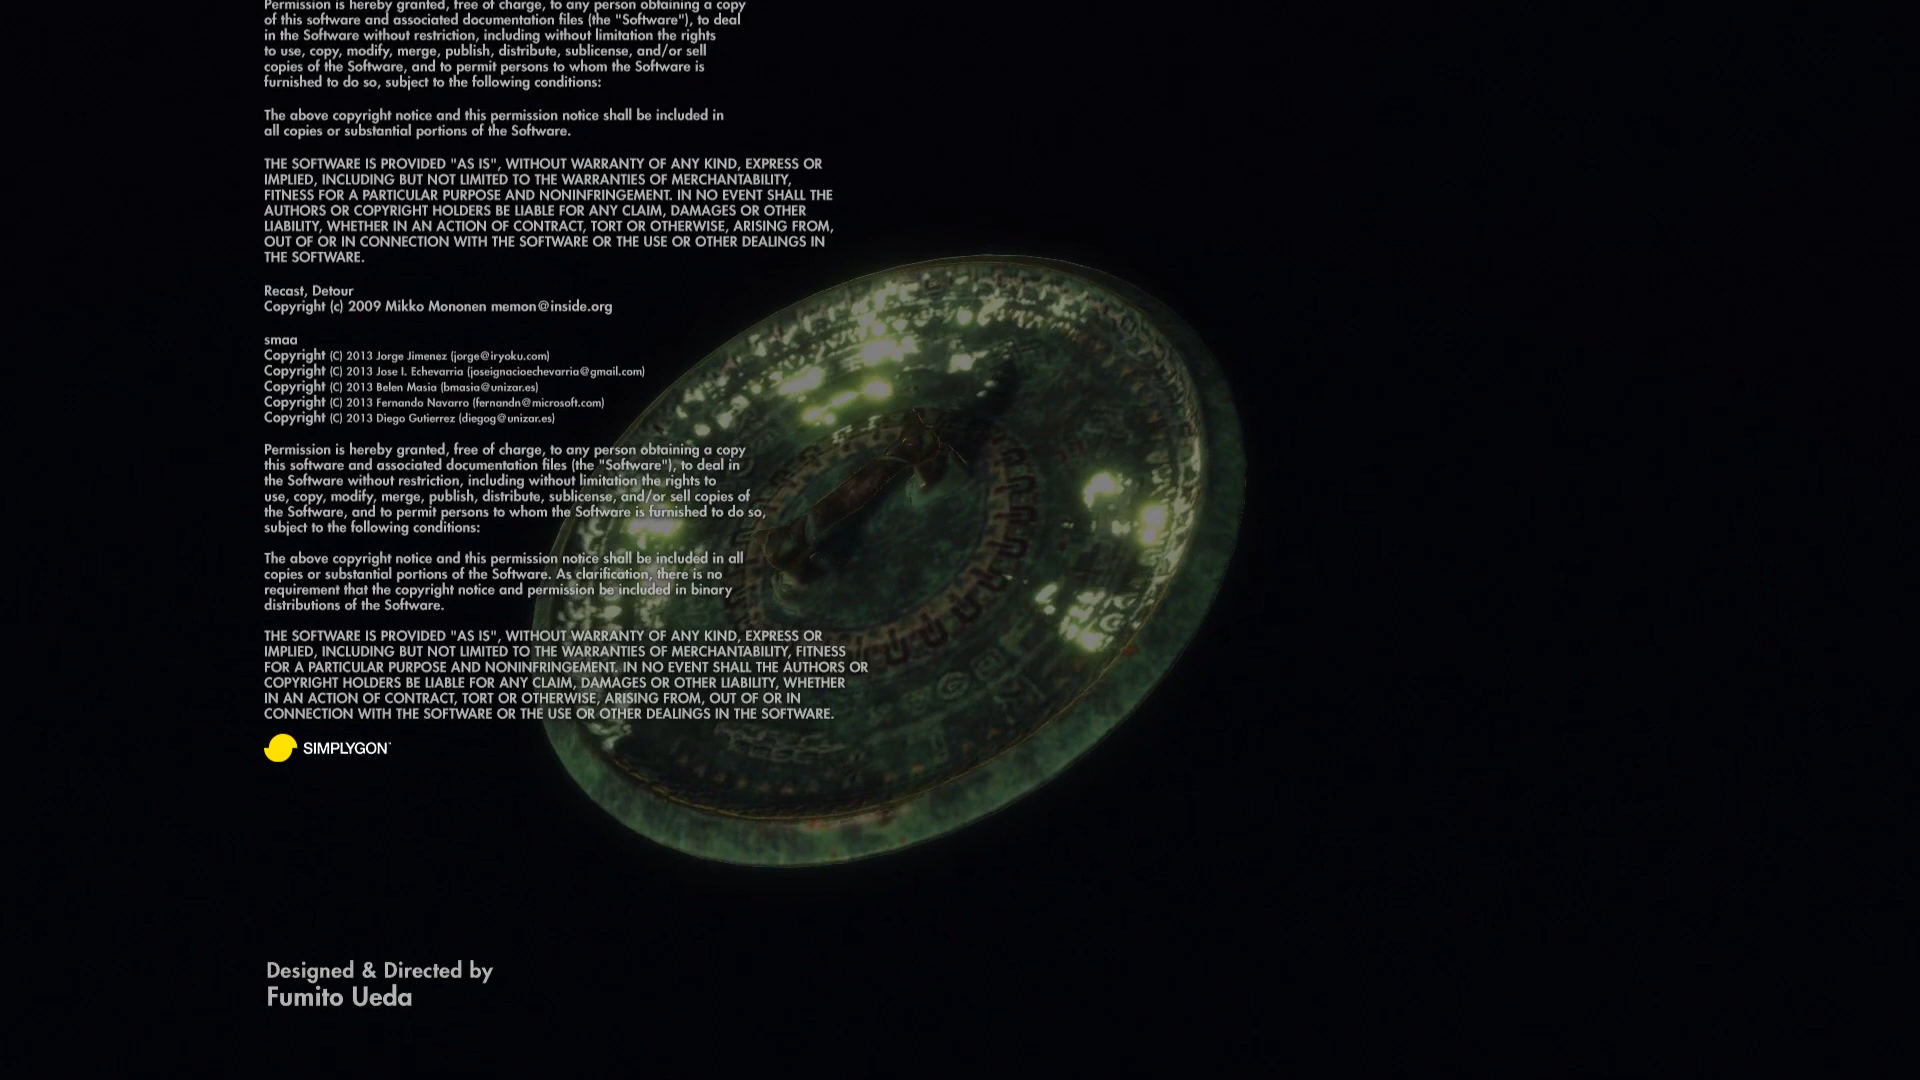 Permission is hereby granted, free of charge, to any person obtaining a copy
of this software and associated documentation files (the "Software"), to deal
in the Software without restriction, including without limitation the rights
to use, copy, modify, merge, publish, distribute, sublicense, and/or sell
copies of the Software, and to permit persons to whom the Software is
furnished to do so, subject to the following conditions:
The above copyright notice and this permission notice shall be included in
all copies or substantial portions of the Software.
THE SOFTWARE IS PROVIDED "AS IS", WITHOUT WARRANTY OF ANY KIND, EXPRESS OR
IMPLIED, INCLUDING BUT NOT LIMITED TO THE WARRANTIES OF MERCHANTABILITY,
FITNESS FOR A PARTICULAR PURPOSE AND NONINFRINGEMENT. IN NO EVENT SHALL THE
AUTHORS OR COPYRIGHT HOLDERS BE LIABLE FOR ANY CLAIM, DAMAGES OR OTHER
LIABILITY, WHETHER IN AN ACTION OF CONTRACT, TORT OR OTHERWISE, ARISING FROM,
OUT OF OR IN CONNECTION WITH THE SOFTWARE OR THE USE OR OTHER DEALINGS IN
THE SOFTWARE.
Recast, Detour
Copyright (c) 2009 Mikko Mononen memon@inside.org
smaa
Copyright (C) 2013 Jorge Jimenez (jorge@iryoku.com)
Copyright (C) 2013 Jose I. Echevarria (joseignacioechevarria@gmail.com)
Copyright (C) 2013 Belen Masia (bmasia@unizar.es)
Copyright (C) 2013 Fernando Navarro (fernandn@microsoft.com)
Copyright (C) 2013 Diego Gutierrez (diegog@unizar.es)
Permission is hereby granted, free of charge, to any person obtaining a copy
this software and associated documentation files (the "Software"), to deal in
the Software without restriction, including without limitation the rights to
use, copy, modify, merge, publish, distribute, sublicense, and/or sell copies of
the Software, and to permit persons to whom the Software is furnished to do so,
subject to the following conditions:
The above copyright notice and this permission notice shall be included in all
copies or substantial portions of the Software. As clarification, there is no
requirement that the copyright notice and permission be included in binary
distributions of the Software.
THE SOFTWARE IS PROVIDED "AS IS", WITHOUT WARRANTY OF ANY KIND, EXPRESS OR
IMPLIED, INCLUDING BUT NOT LIMITED TO THE WARRANTIES OF MERCHANTABILITY, FITNESS
FOR A PARTICULAR PURPOSE AND NONINFRINGEMENT. IN NO EVENT SHALL THE AUTHORS OR
COPYRIGHT HOLDERS BE LIABLE FOR ANY CLAIM, DAMAGES OR OTHER LIABILITY, WHETHER
IN AN ACTION OF CONTRACT, TORT OR OTHERWISE, ARISING FROM, OUT OF OR IN
CONNECTION WITH THE SOFTWARE OR THE USE OR OTHER DEALINGS IN THE SOFTWARE.
SIMPLYGON
Designed & Directed by
Fumito Ueda